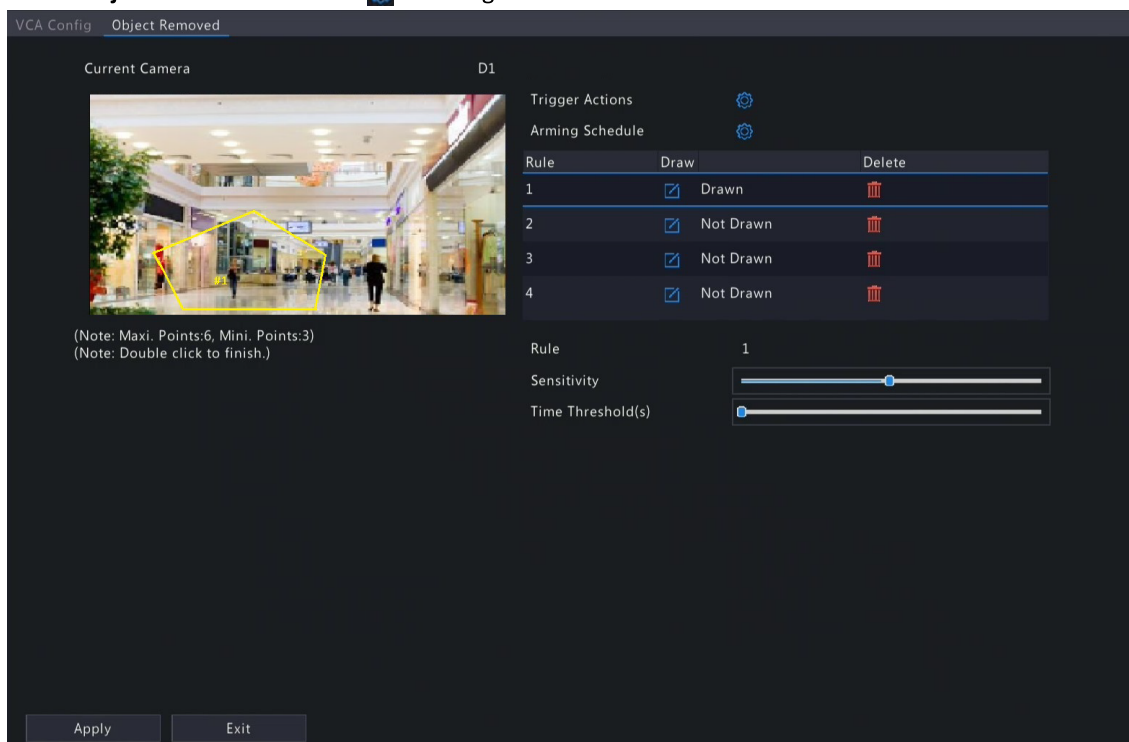 VCA Config Object Removed
Current Camera D1
#1
(Note: Maxi. Points:6, Mini. Points:3)
(Note: Double click to finish.)
Trigger Actions
Arming Schedule
Rule Draw Delete
1 Drawn
2 Not Drawn
3 Not Drawn
4 Not Drawn
Rule 1
Sensitivity
Time Threshold(s)
Apply Exit